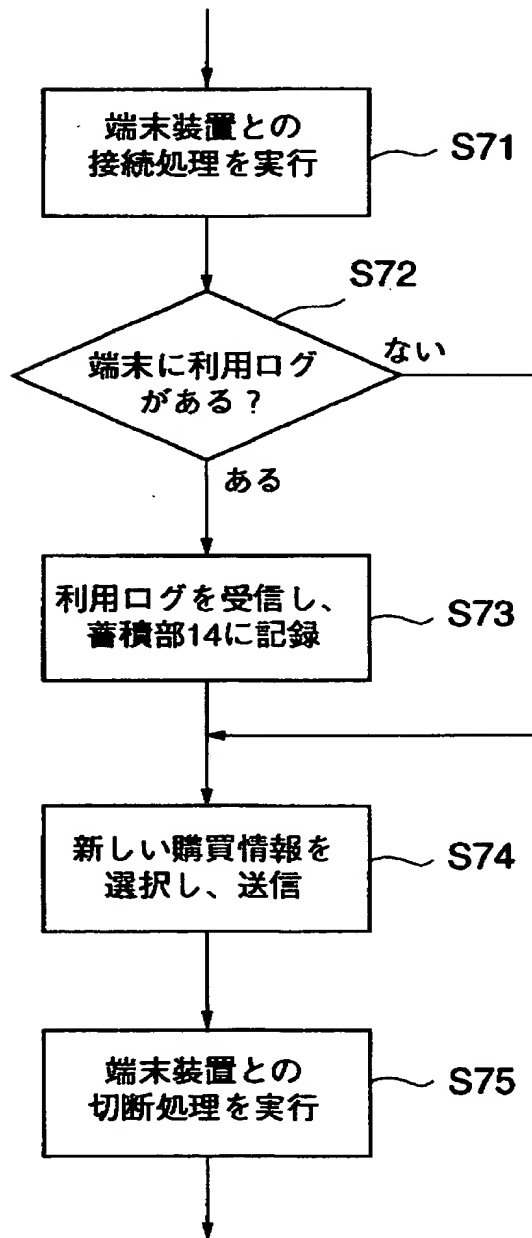 端末装置との
接続処理を実行
S71
S72
端末に利用ログ
がある？
ない
ある
利用ログを受信し、
蓄積部14に記録
S73
新しい購買情報を
選択し、送信
S74
端末装置との
切断処理を実行
S75